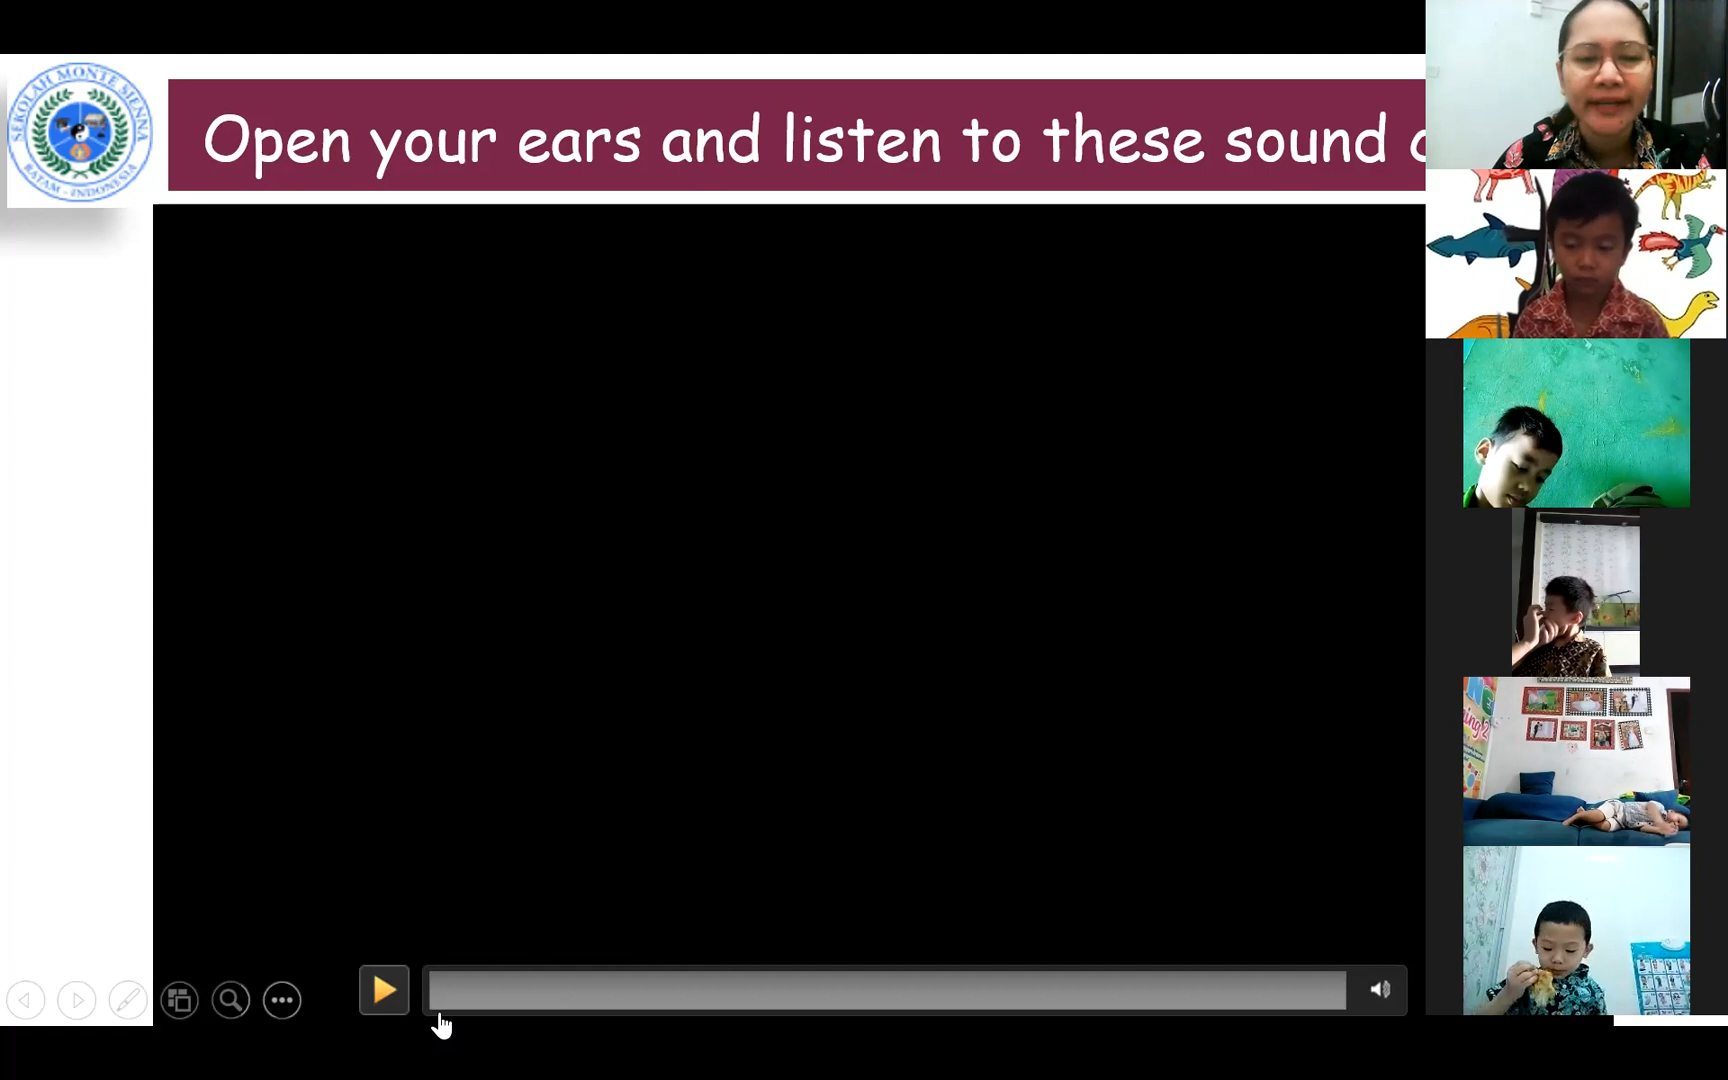 SEKOLAH MONTE SIENNA
BATAM - INDONESIA
Open your ears and listen to these sound